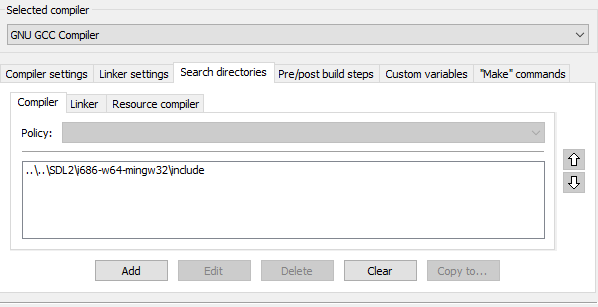 Selected compiler
GNU GCC Compiler
Compiler settings Linker settings Search directories Pre/post build steps Custom variables "Make" commands
Compiler Linker Resource compiler
Policy:
..\..\SDL2\i686-w64-mingw32\include
Add Edit Delete Clear Copy to...